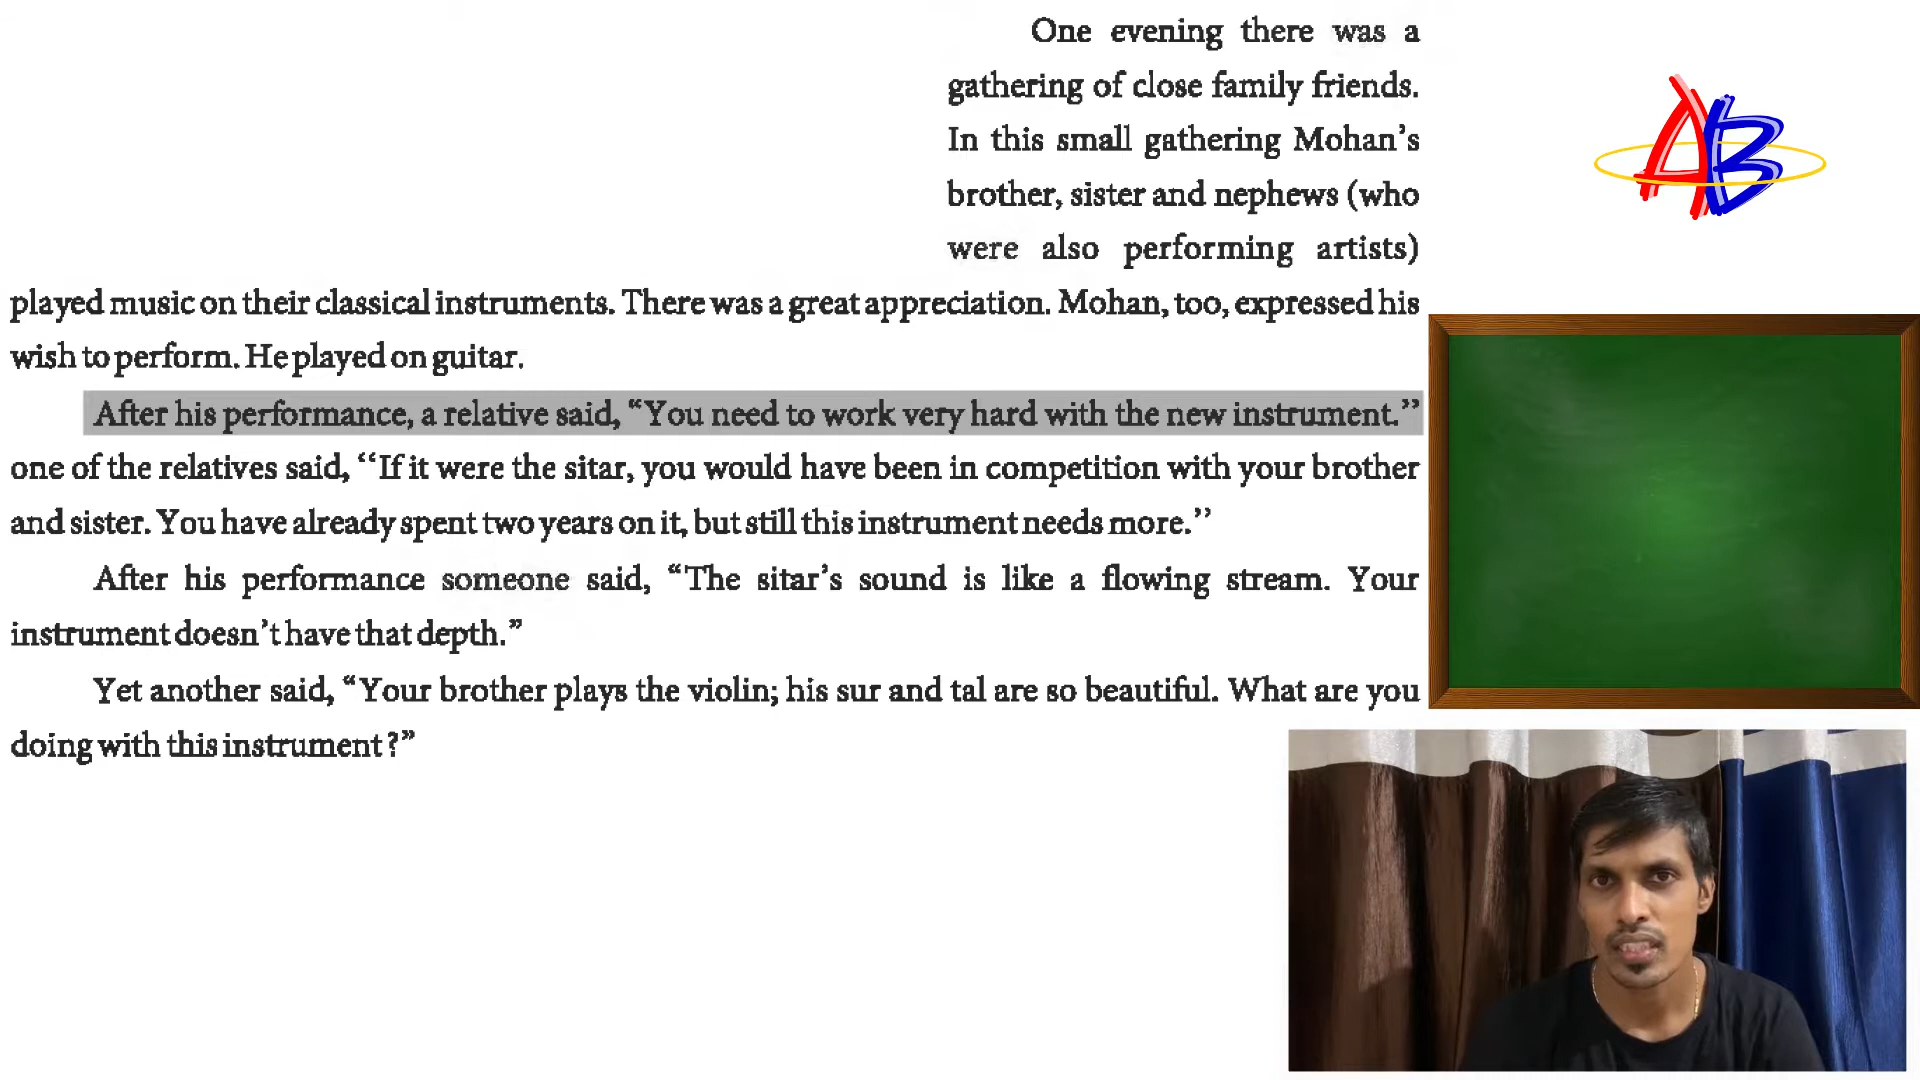 One evening there was a
gathering of close family friends.
In this small gathering Mohan's
brother, sister and nephews (who
were also performing artists)
played music on their classical instruments. There was a great appreciation. Mohan, too, expressed his
wish to perform. He played on guitar.
After his performance, a relative said, “You need to work very hard with the new instrument.’’
one of the relatives said, ‘‘If it were the sitar, you would have been in competition with your brother
and sister. You have already spent two years on it, but still this instrument needs more.’’
After his performance someone said, “The sitar’s sound is like a flowing stream. Your
instrument doesn’t have that depth.”
Yet another said, “Your brother plays the violin; his sur and tal are so beautiful. What are you
doing with this instrument?”
AB